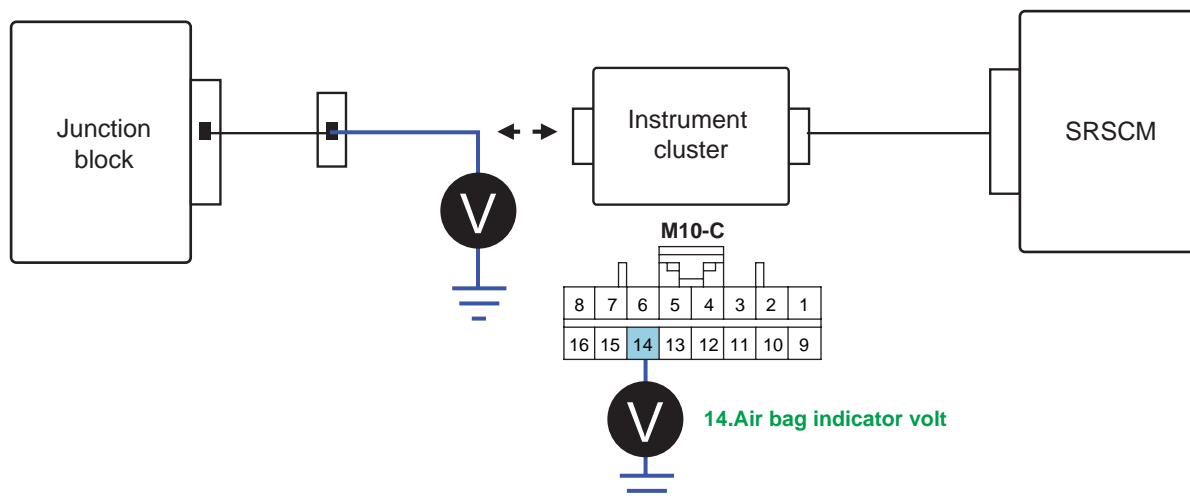 Junction
block
V
Instrument
cluster
SRSCM
M10-C
8 7 6 5 4 3 2 1
16 15 14 13 12 11 10 9
V
14.Air bag indicator volt